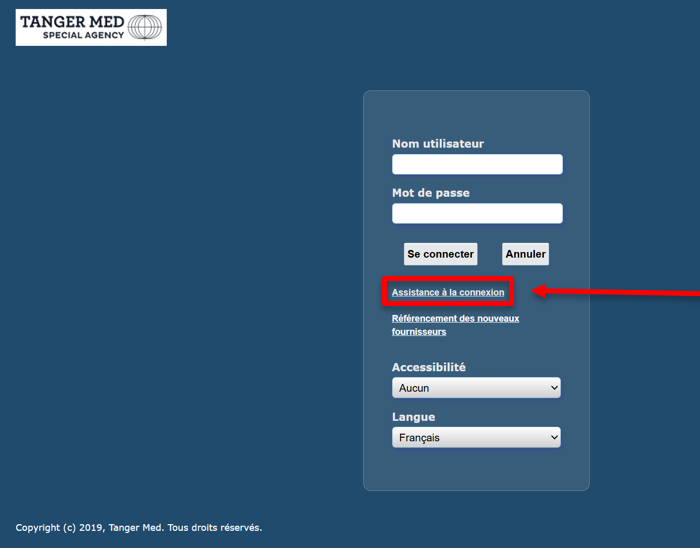 TANGER MED
SPECIAL AGENCY
Nom utilisateur
Mot de passe
Se connecter
Annuler
Assistance à la connexion
Référencement des nouveaux
fournisseurs
Accessibilité
Aucun
Langue
Français
Copyright (c) 2019, Tanger Med. Tous droits réservés.